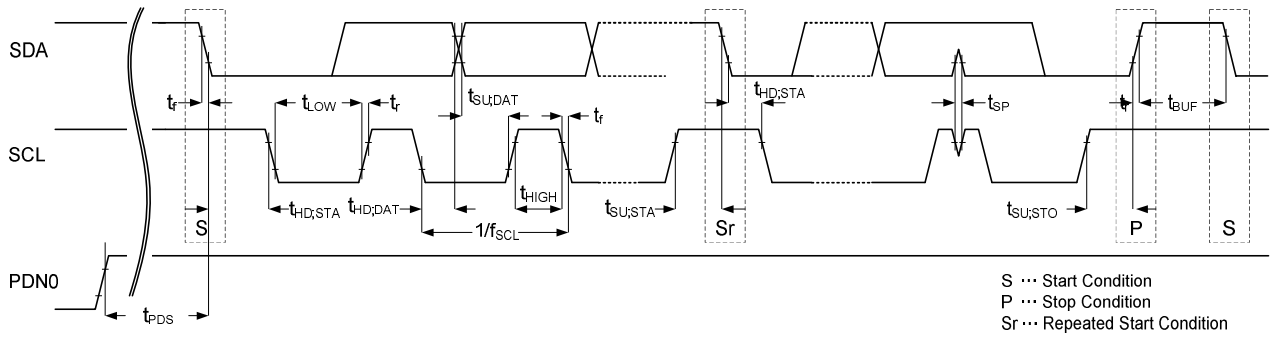 SDA
tf
tLOW
tr
tSU;DAT
tf
tHD;STA
tSP
tr
tBUF
SCL
tHD;STA
tHD;DAT
tHIGH
tSU;STA
tSU;STO
S
1/fSCL
Sr
P
S
PDN0
tPDS
S ··· Start Condition
P ··· Stop Condition
Sr ··· Repeated Start Condition